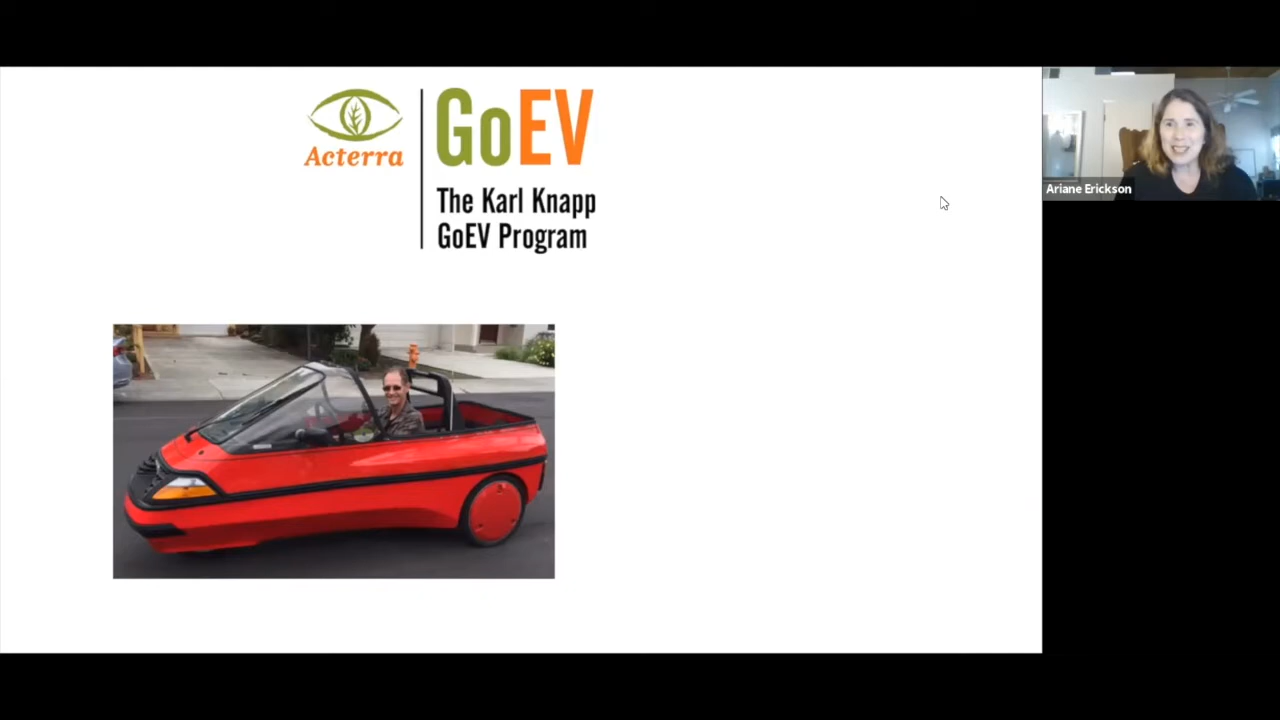 GoEV
Acterra
The Karl Knapp
GoEV Program
Ariane Erickson